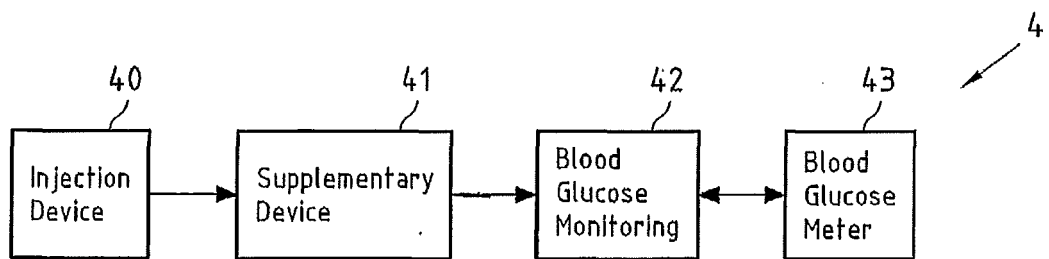 4
40
41
42
43
Injection
Device
Supplementary
Device
Blood
Glucose
Monitoring
Blood
Glucose
Meter